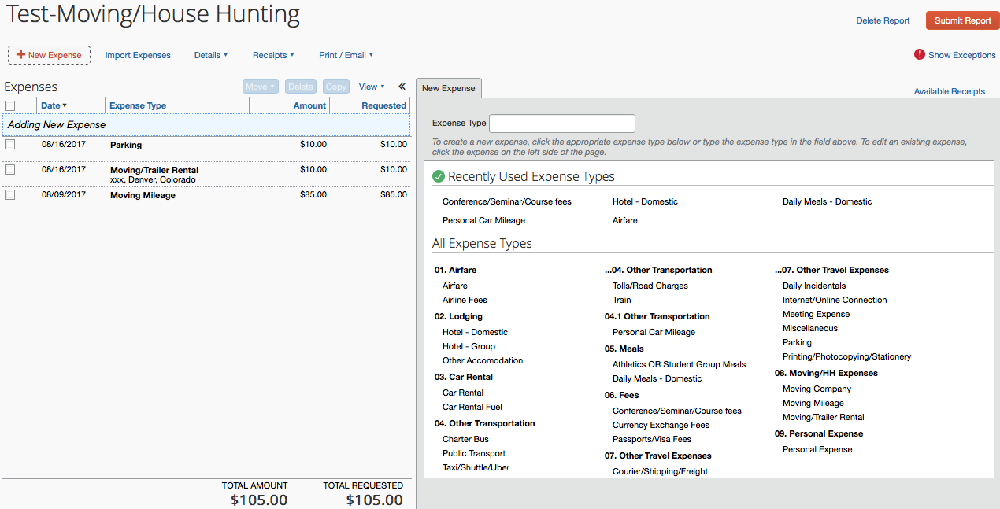 Test-Moving/House Hunting
Delete Report
Submit Report
New Expense
Import Expenses
Details
Receipts
Print / Email
Show Exceptions
Expenses
Move
Delete
Copy
View
Date
Expense Type
Amount
Requested
Adding New Expense
08/16/2017 Parking $10.00 $10.00
08/16/2017 Moving/Trailer Rental $10.00 $10.00
xxx, Denver, Colorado
08/09/2017 Moving Mileage $85.00 $85.00
TOTAL AMOUNT TOTAL REQUESTED
$105.00 $105.00
New Expense
Available Receipts
Expense Type
To create a new expense, click the appropriate expense type below or type the expense type in the field above. To edit an existing expense,
click the expense on the left side of the page.
Recently Used Expense Types
Conference/Seminar/Course fees
Hotel - Domestic
Daily Meals - Domestic
Personal Car Mileage
Airfare
All Expense Types
01. Airfare
Airfare
Airline Fees
02. Lodging
Hotel - Domestic
Hotel - Group
Other Accomodation
03. Car Rental
Car Rental
Car Rental Fuel
04. Other Transportation
Charter Bus
Public Transport
Taxi/Shuttle/Uber
...04. Other Transportation
Tolls/Road Charges
Train
04.1 Other Transportation
Personal Car Mileage
05. Meals
Athletics OR Student Group Meals
Daily Meals - Domestic
06. Fees
Conference/Seminar/Course fees
Currency Exchange Fees
Passports/Visa Fees
07. Other Travel Expenses
Courier/Shipping/Freight
...07. Other Travel Expenses
Daily Incidentals
Internet/Online Connection
Meeting Expense
Miscellaneous
Parking
Printing/Photocopying/Stationery
08. Moving/HH Expenses
Moving Company
Moving Mileage
Moving/Trailer Rental
09. Personal Expense
Personal Expense